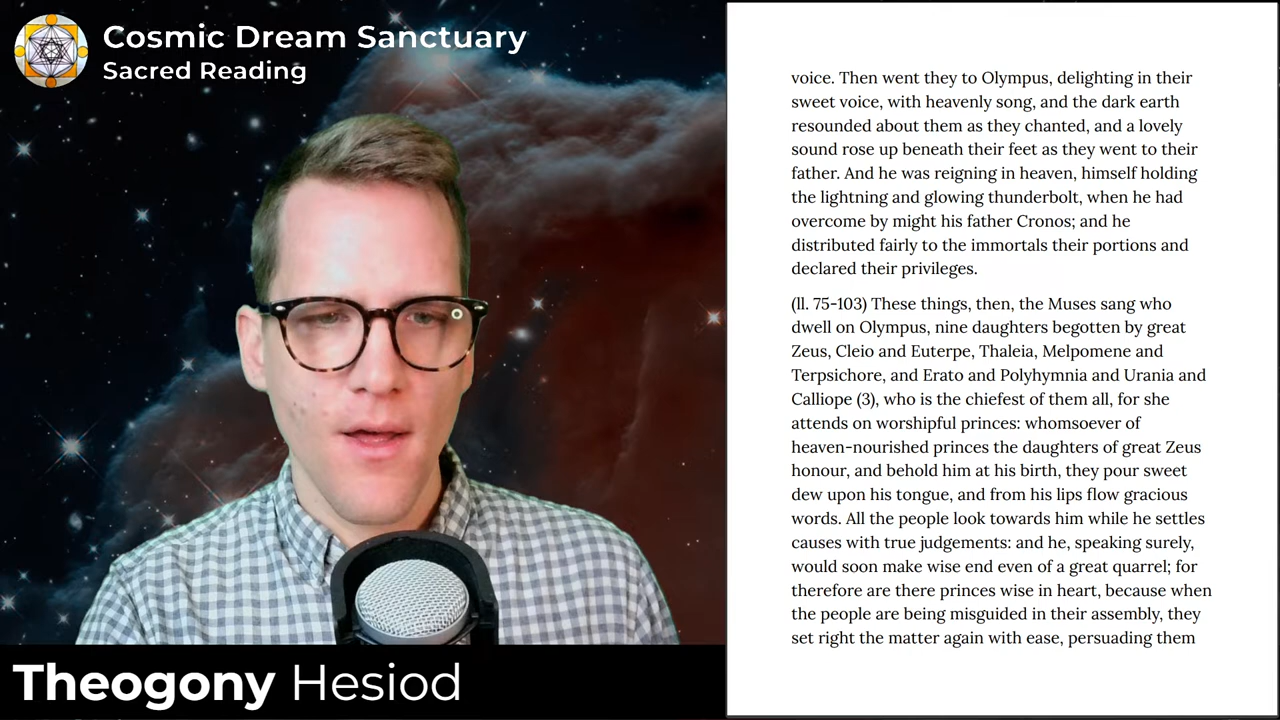 Cosmic Dream Sanctuary
Sacred Reading
voice. Then went they to Olympus, delighting in their
sweet voice, with heavenly song, and the dark earth
resounded about them as they chanted, and a lovely
sound rose up beneath their feet as they went to their
father. And he was reigning in heaven, himself holding
the lightning and glowing thunderbolt, when he had
overcome by might his father Cronos; and he
distributed fairly to the immortals their portions and
declared their privileges.
(ll. 75-103) These things, then, the Muses sang who
dwell on Olympus, nine daughters begotten by great
Zeus, Cleio and Euterpe, Thaleia, Melpomene and
Terpsichore, and Erato and Polyhymnia and Urania and
Calliope (3), who is the chiefest of them all, for she
attends on worshipful princes: whomsoever of
heaven-nourished princes the daughters of great Zeus
honour, and behold him at his birth, they pour sweet
dew upon his tongue, and from his lips flow gracious
words. All the people look towards him while he settles
causes with true judgements: and he, speaking surely,
would soon make wise end even of a great quarrel; for
therefore are there princes wise in heart, because when
the people are being misguided in their assembly, they
set right the matter again with ease, persuading them
Theogony Hesiod